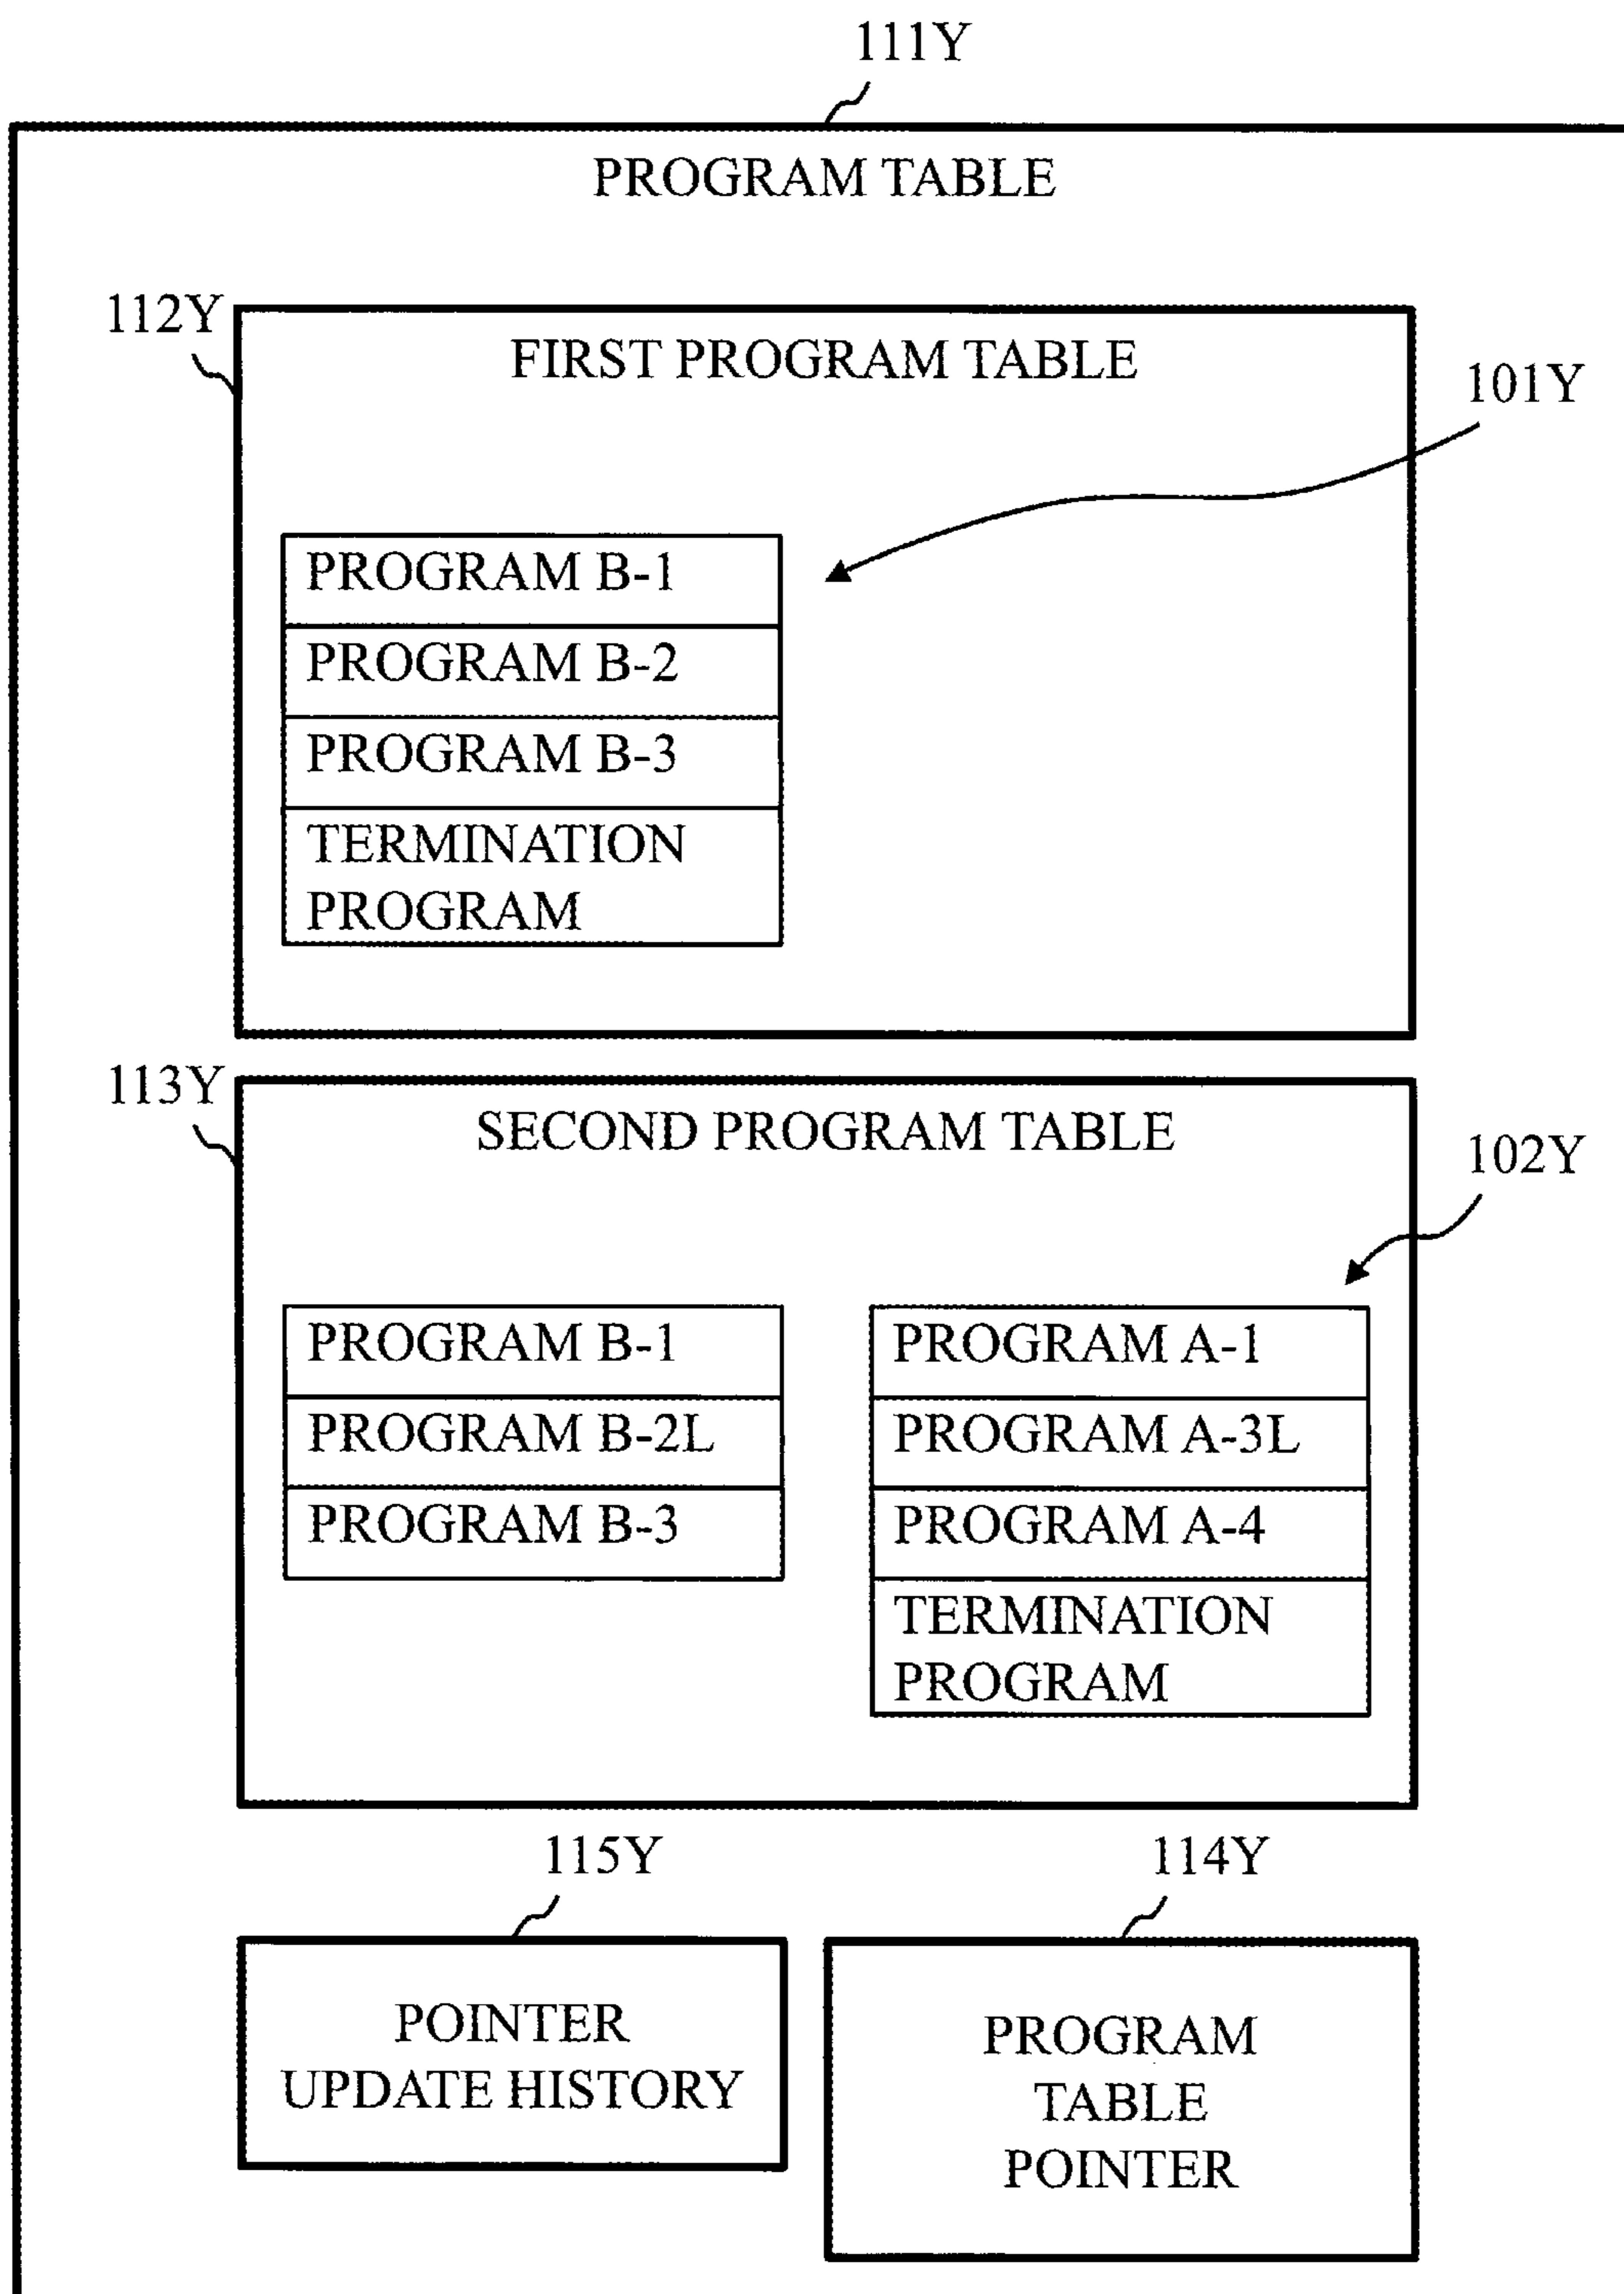 111Y
PROGRAM TABLE
112Y
FIRST PROGRAM TABLE
101Y
PROGRAM B-1
PROGRAM B-2
PROGRAM B-3
TERMINATION
PROGRAM
113Y
SECOND PROGRAM TABLE
102Y
PROGRAM B-1
PROGRAM B-2L
PROGRAM B-3
PROGRAM A-1
PROGRAM A-3L
PROGRAM A-4
TERMINATION
PROGRAM
115Y
POINTER
UPDATE HISTORY
114Y
PROGRAM
TABLE
POINTER